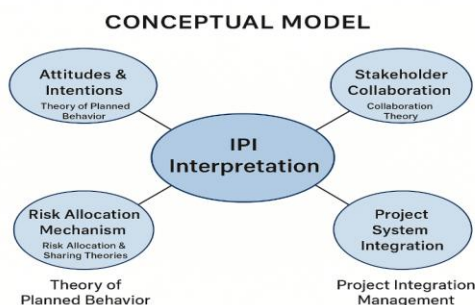 CONCEPTUAL MODEL
Attitudes &
Intentions
Theory of Planned
Behavior
Stakeholder
Collaboration
Collaboration
Theory
IPI
Interpretation
Risk Allocation
Mechanism
Risk Allocation &
Sharing Theories
Project
System
Integration
Theory of
Planned Behavior
Project Integration
Management